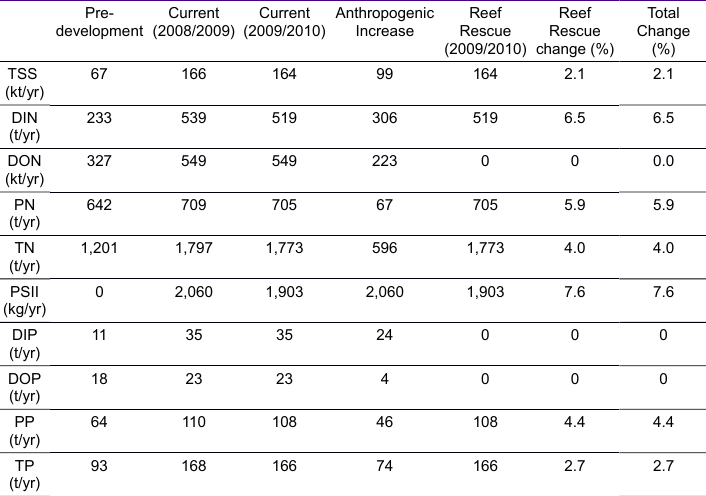 Pre- Current Current Anthropogenic Reef Reef Total
development (2008/2009) (2009/2010) Increase Rescue Rescue Change
(2009/2010) change (%) (%)
TSS 67 166 164 99 164 2.1 2.1
(kt/yr)
DIN 233 539 519 306 519 6.5 6.5
(t/yr)
DON 327 549 549 223 0 0 0.0
(kt/yr)
PN 642 709 705 67 705 5.9 5.9
(t/yr)
TN 1,201 1,797 1,773 596 1,773 4.0 4.0
(t/yr)
PSII 0 2,060 1,903 2,060 1,903 7.6 7.6
(kg/yr)
DIP 11 35 35 24 0 0 0
(t/yr)
DOP 18 23 23 4 0 0 0
(t/yr)
PP 64 110 108 46 108 4.4 4.4
(t/yr)
TP 93 168 166 74 166 2.7 2.7
(t/yr)